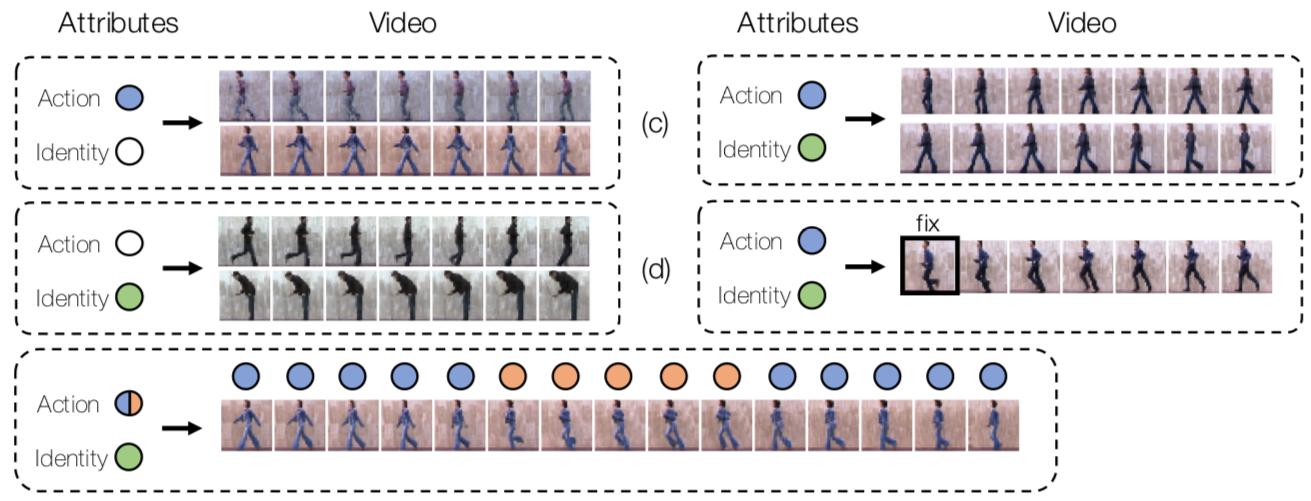 Attributes Video
Action
Identity
(c)
Attributes Video
Action
Identity
Action
Identity
(d)
Action
Identity
fix
Action
Identity